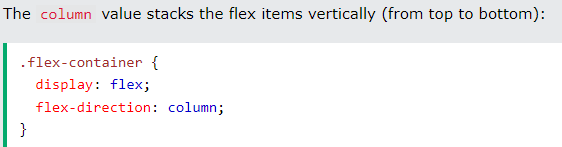 The column value stacks the flex items vertically (from top to bottom):
.flex-container {
  display: flex;
  flex-direction: column;
}